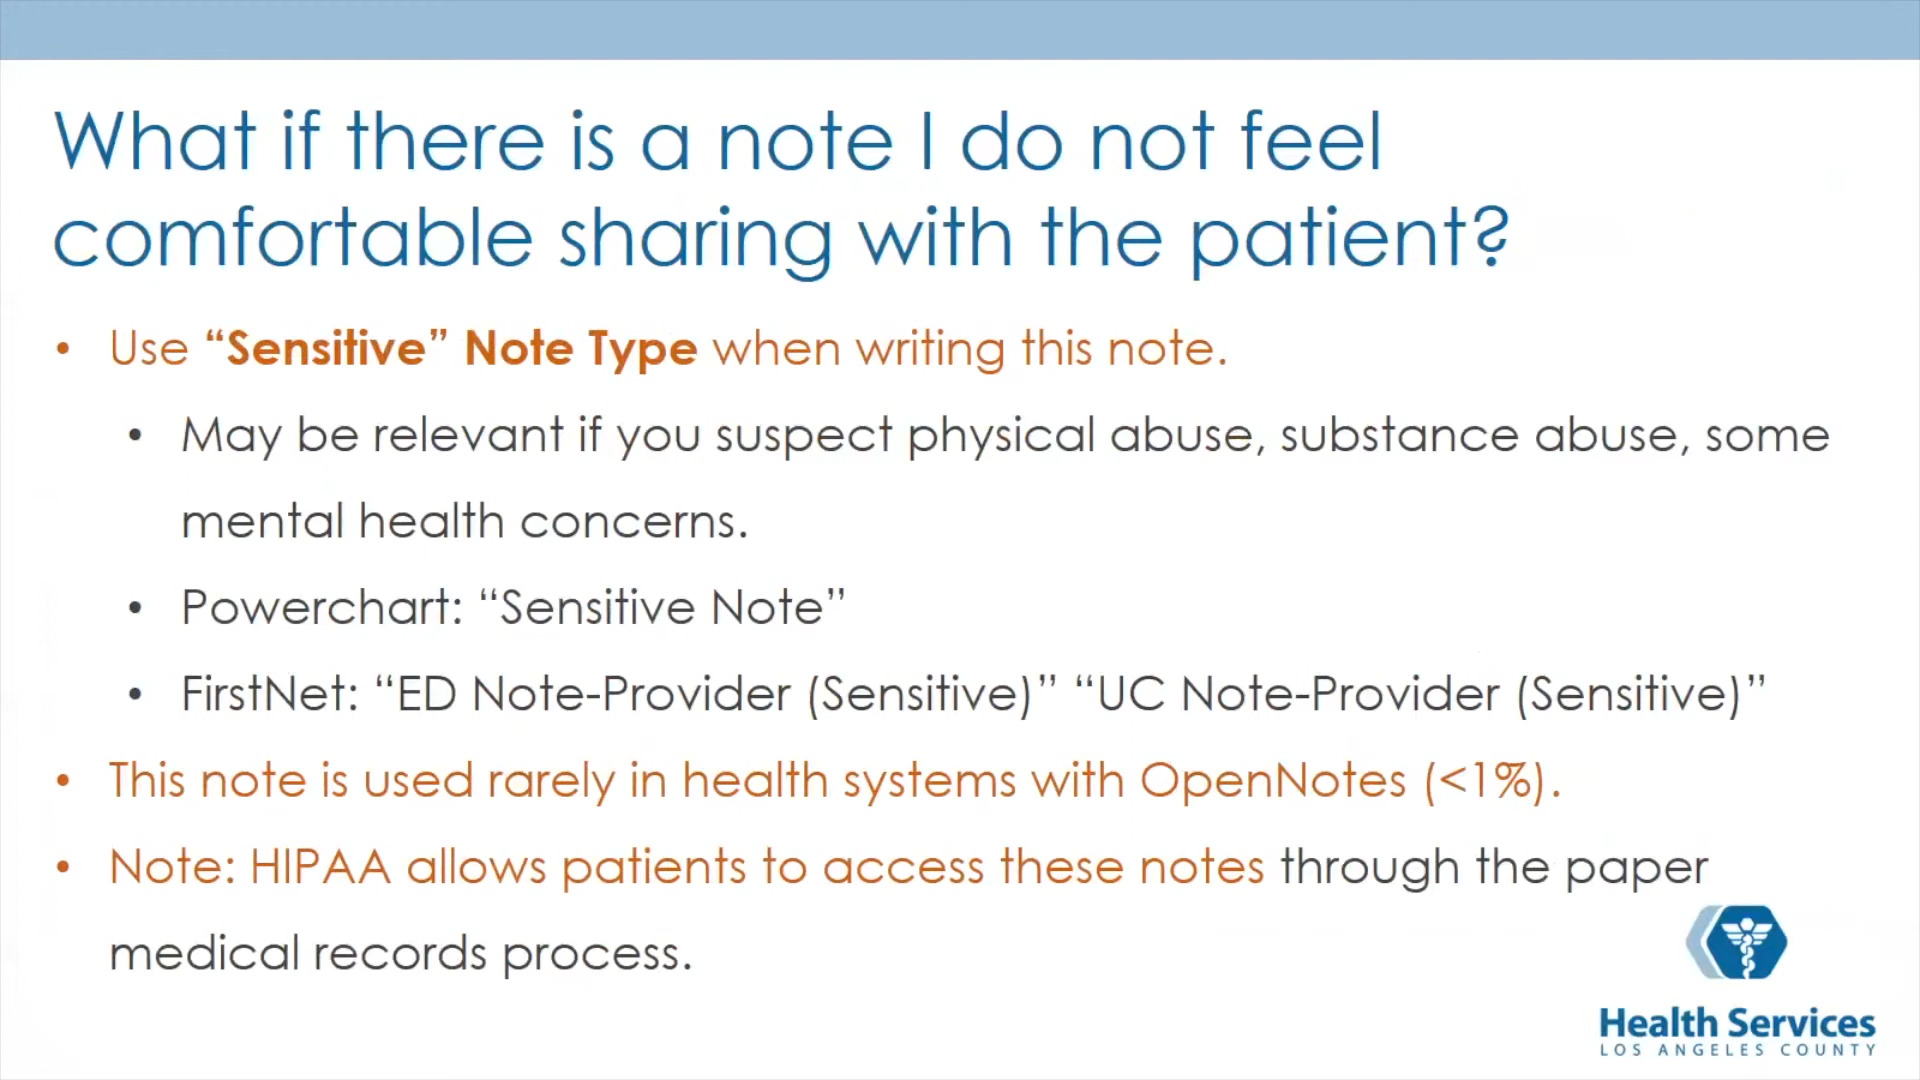 What if there is a note I do not feel
comfortable sharing with the patient?
• Use “Sensitive” Note Type when writing this note.
• May be relevant if you suspect physical abuse, substance abuse, some
mental health concerns.
• Powerchart: “Sensitive Note”
• FirstNet: “ED Note-Provider (Sensitive)” “UC Note-Provider (Sensitive)”
• This note is used rarely in health systems with OpenNotes (<1%).
• Note: HIPAA allows patients to access these notes through the paper
medical records process.
Health Services
LOS ANGELES COUNTY